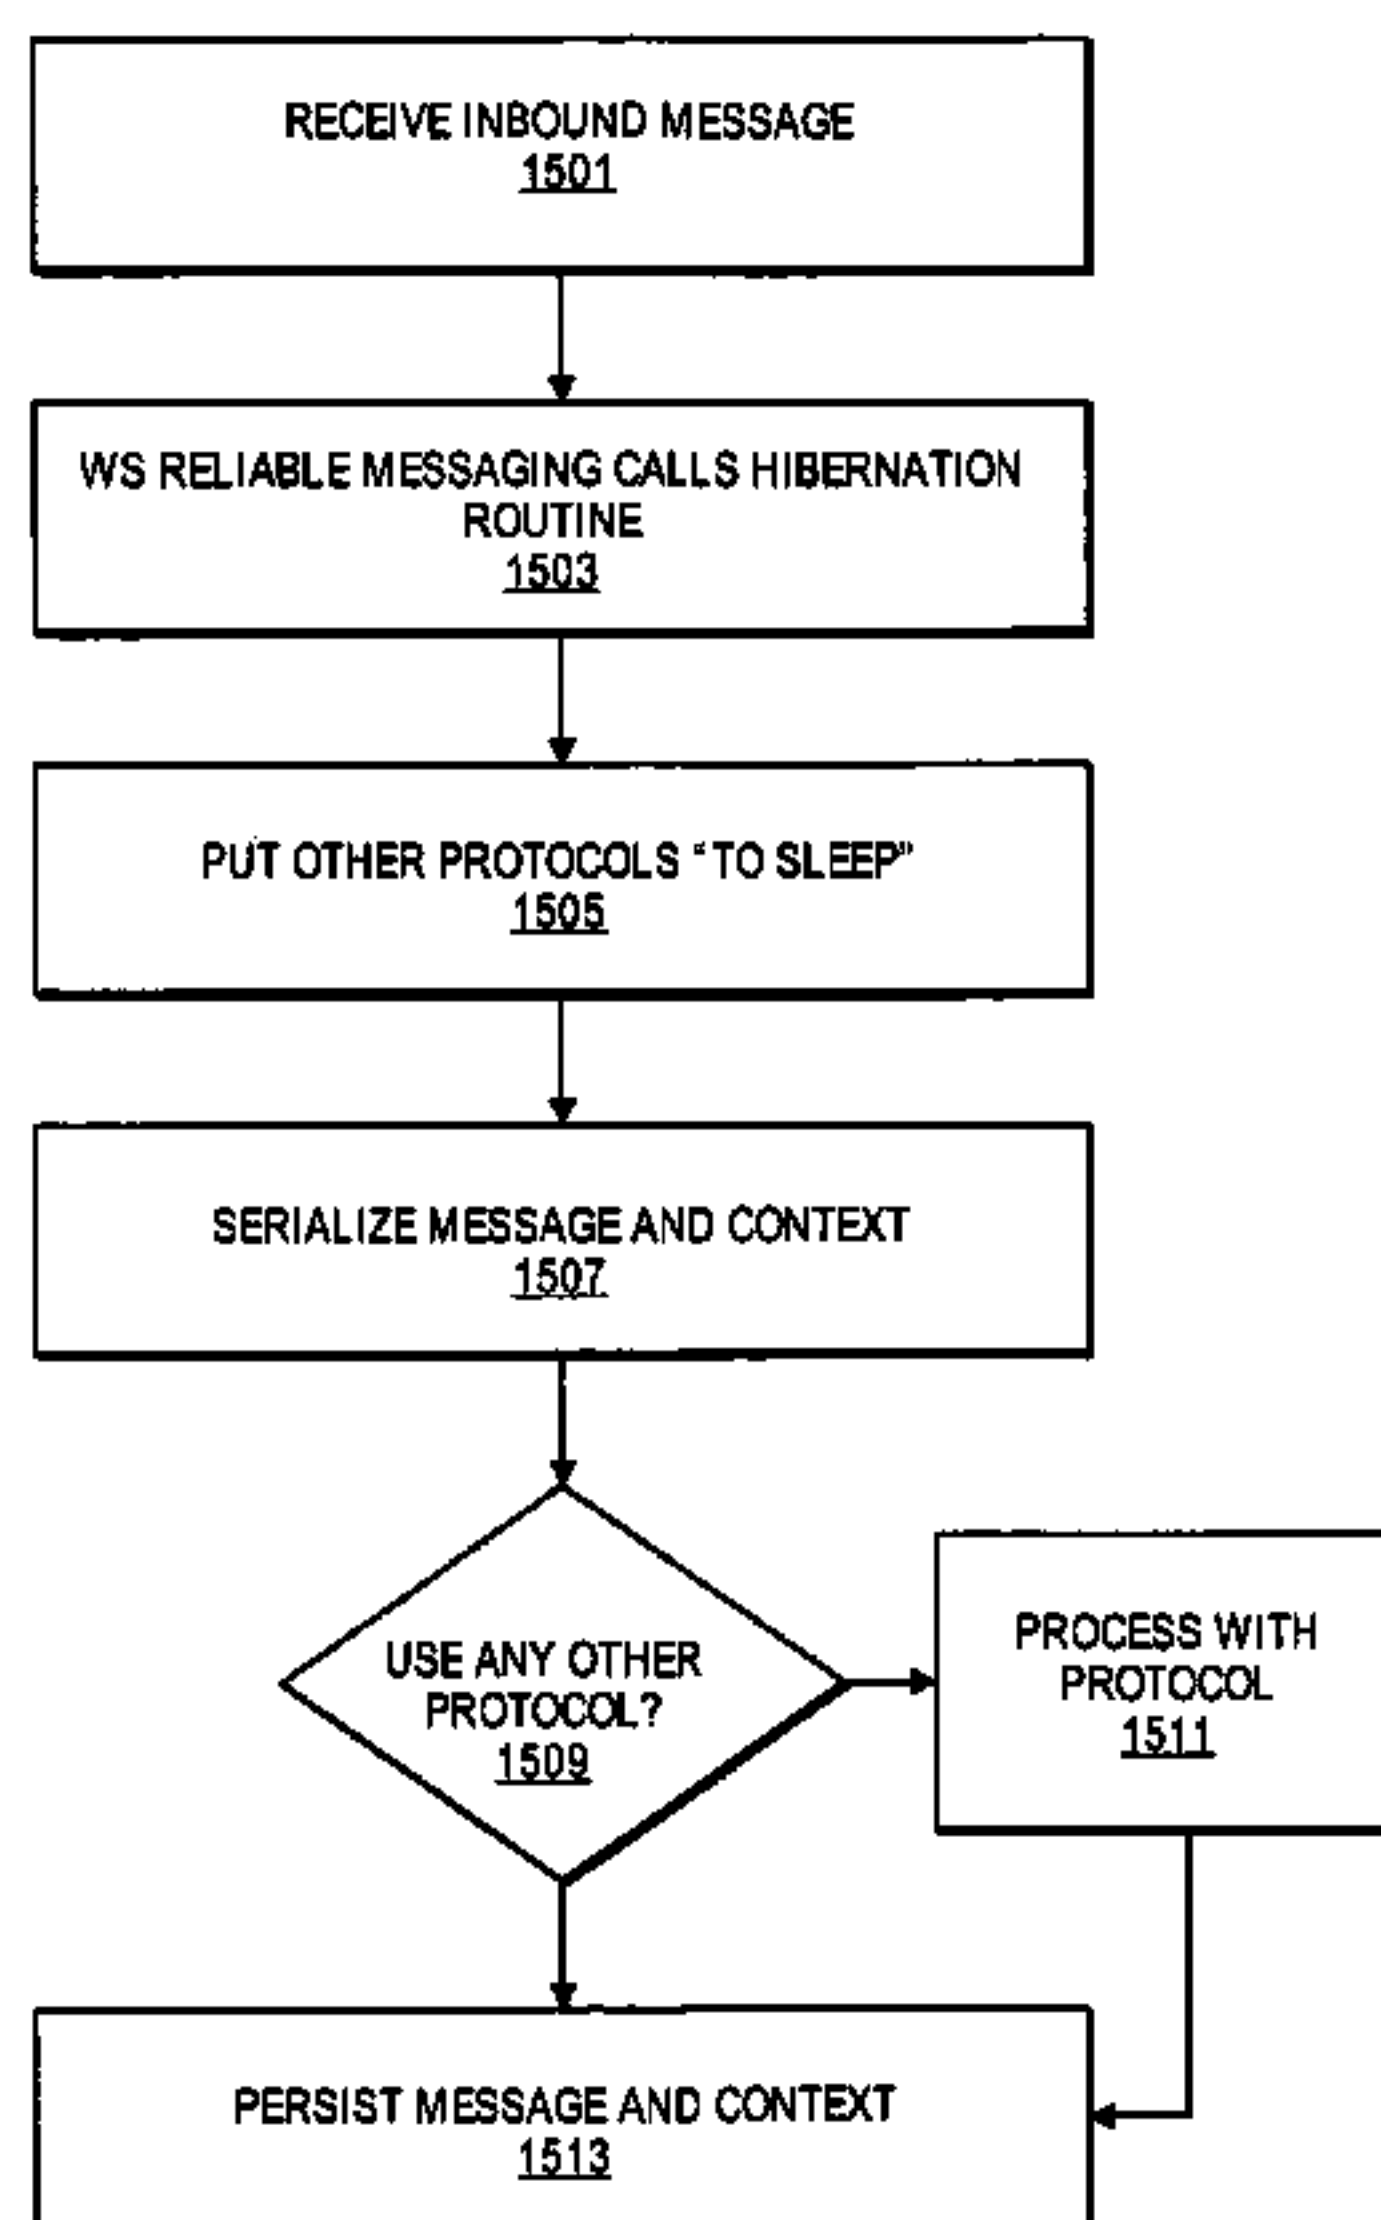 RECEIVE INBOUND MESSAGE
1501
WS RELIABLE MESSAGING CALLS HIBERNATION
ROUTINE
1503
PUT OTHER PROTOCOLS "TO SLEEP"
1505
SERIALIZE MESSAGE AND CONTEXT
1507
USE ANY OTHER
PROTOCOL?
1509
PROCESS WITH
PROTOCOL
1511
PERSIST MESSAGE AND CONTEXT
1513